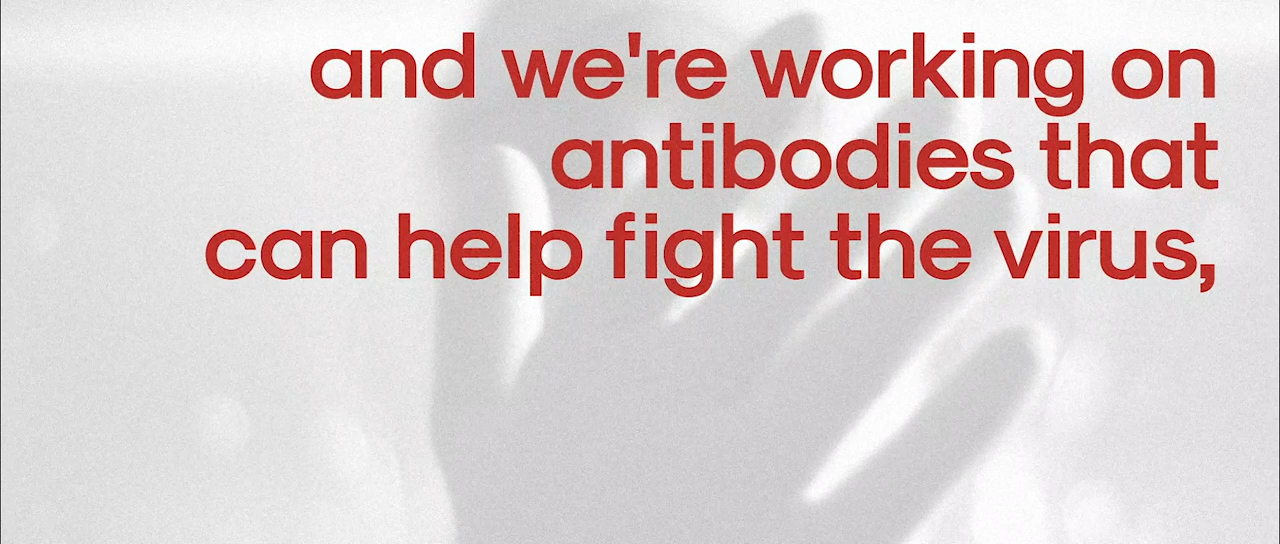 and we're working on
antibodies that
can help fight the virus,